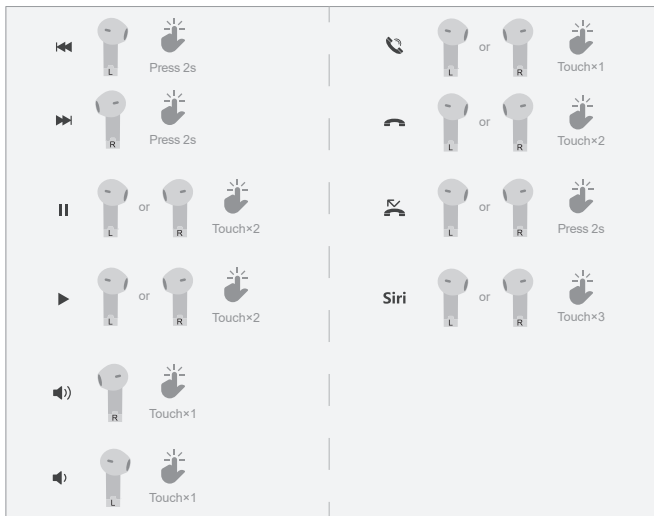 L
Press 2s
R
Press 2s
L or R
Touch×2
L or R
Touch×2
R
Touch×1
L
Touch×1
L or R
Touch×1
L or R
Touch×2
L or R
Press 2s
Siri L or R
Touch×3